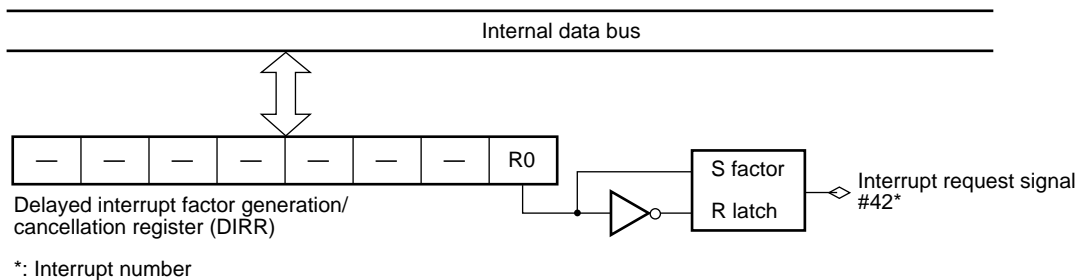 Internal data bus
— — — — — — — R0
S factor
R latch
Interrupt request signal
#42*
Delayed interrupt factor generation/
cancellation register (DIRR)
*: Interrupt number